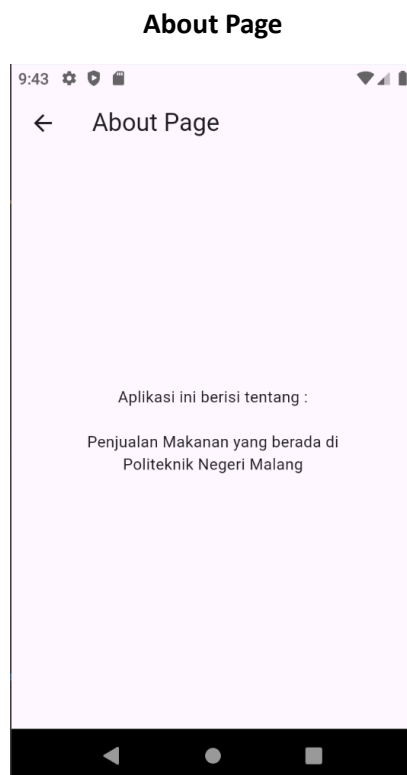 About Page
9:43
About Page
Aplikasi ini berisi tentang :
Penjualan Makanan yang berada di
Politeknik Negeri Malang